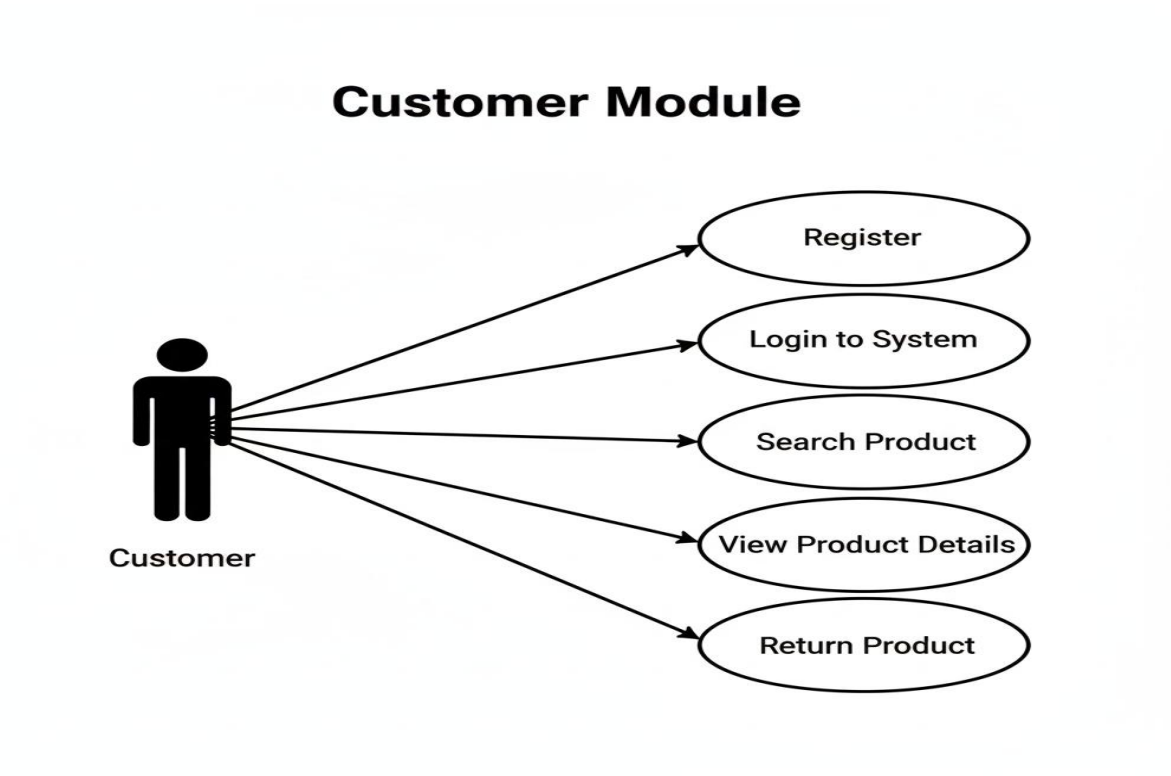 Customer Module
Register
Login to System
Search Product
View Product Details
Return Product
Customer